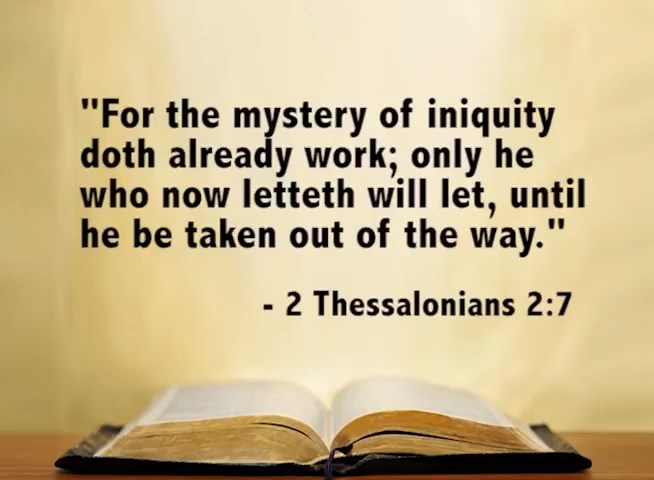 "For the mystery of iniquity
doth already work; only he
who now letteth will let, until
he be taken out of the way."
- 2 Thessalonians 2:7